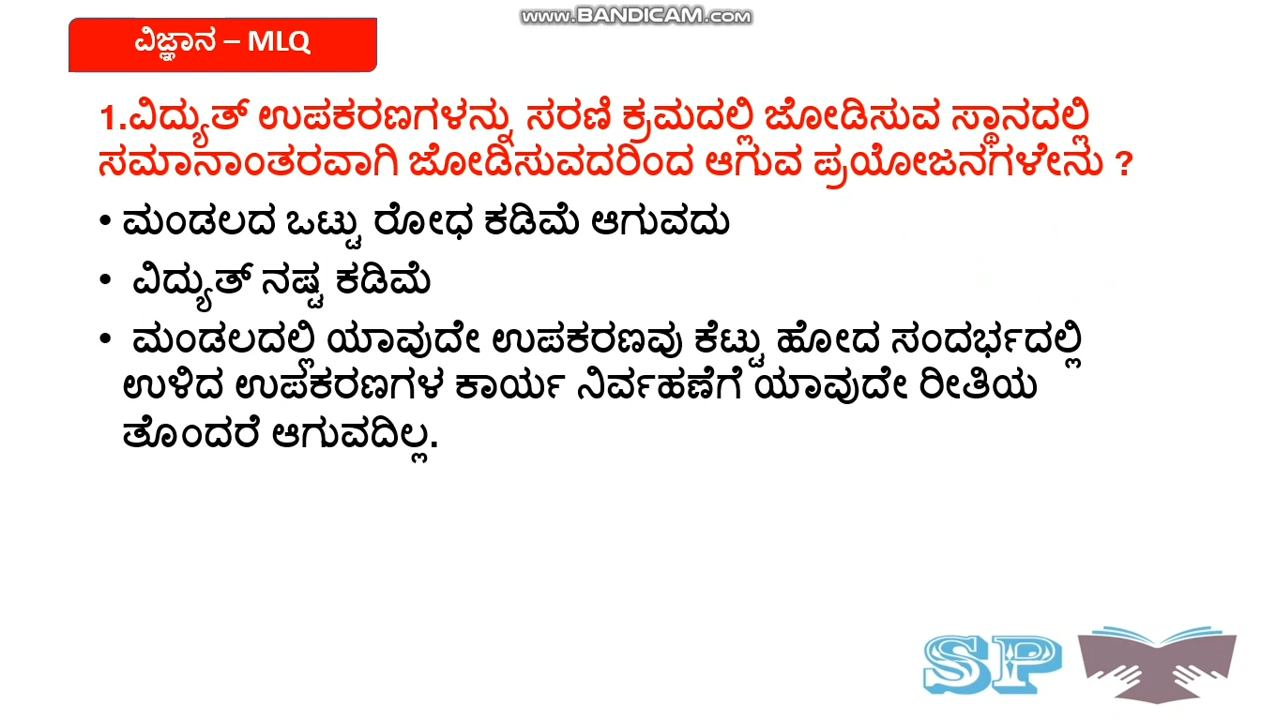 www.BANDICAM.com
ವಿಜ್ಞಾನ – MLQ
1.ವಿದ್ಯುತ್ ಉಪಕರಣಗಳನ್ನು ಸರಣಿ ಕ್ರಮದಲ್ಲಿ ಜೋಡಿಸುವ ಸ್ಥಾನದಲ್ಲಿ
ಸಮಾನಾಂತರವಾಗಿ ಜೋಡಿಸುವದರಿಂದ ಆಗುವ ಪ್ರಯೋಜನಗಳೇನು ?
• ಮಂಡಲದ ಒಟ್ಟು ರೋಧ ಕಡಿಮೆ ಆಗುವದು
• ವಿದ್ಯುತ್ ನಷ್ಟ ಕಡಿಮೆ
• ಮಂಡಲದಲ್ಲಿ ಯಾವುದೇ ಉಪಕರಣವು ಕೆಟ್ಟು ಹೋದ ಸಂದರ್ಭದಲ್ಲಿ
ಉಳಿದ ಉಪಕರಣಗಳ ಕಾರ್ಯ ನಿರ್ವಹಣೆಗೆ ಯಾವುದೇ ರೀತಿಯ
ತೊಂದರೆ ಆಗುವದಿಲ್ಲ.
SP